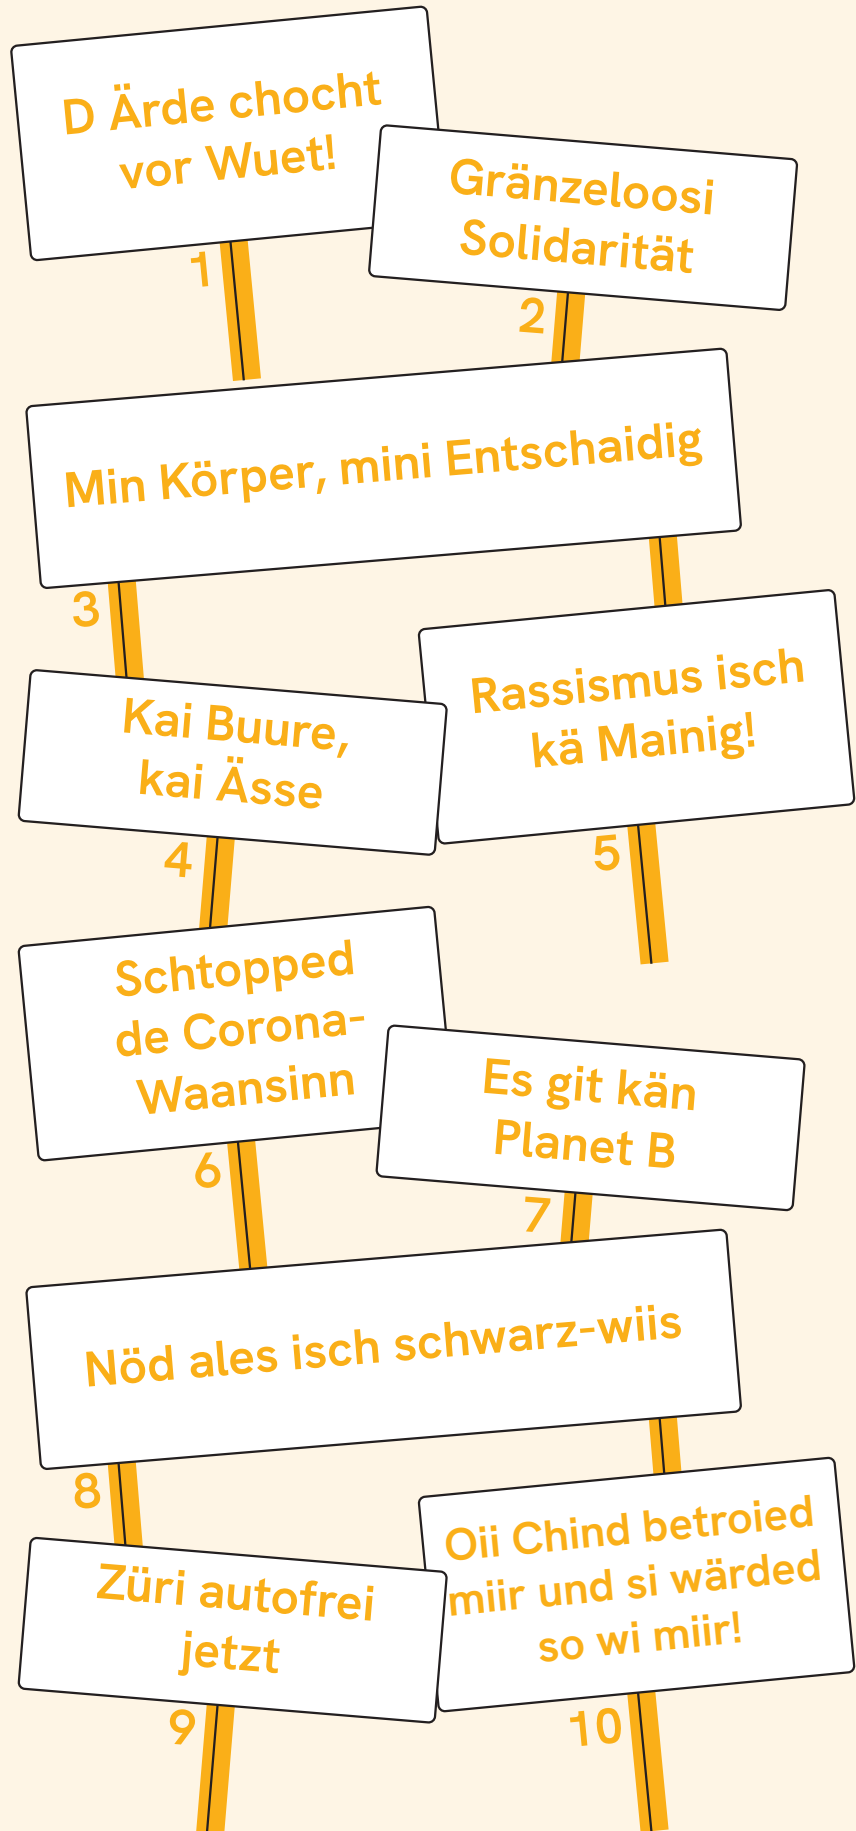 D Ärde chocht
vor Wuet!
1
Gränzeloosi
Solidarität
2
Min Körper, mini Entschaidig
3
Kai Buure,
kai Ässe
4
Rassismus isch
kä Mainig!
5
Schtopped
de Corona-
Waansinn
6
Es git kän
Planet B
7
Nöd ales isch schwarz-wiis
8
Züri autofrei
jetzt
9
Oii Chind betroied
miir und si wärded
so wi miir!
10